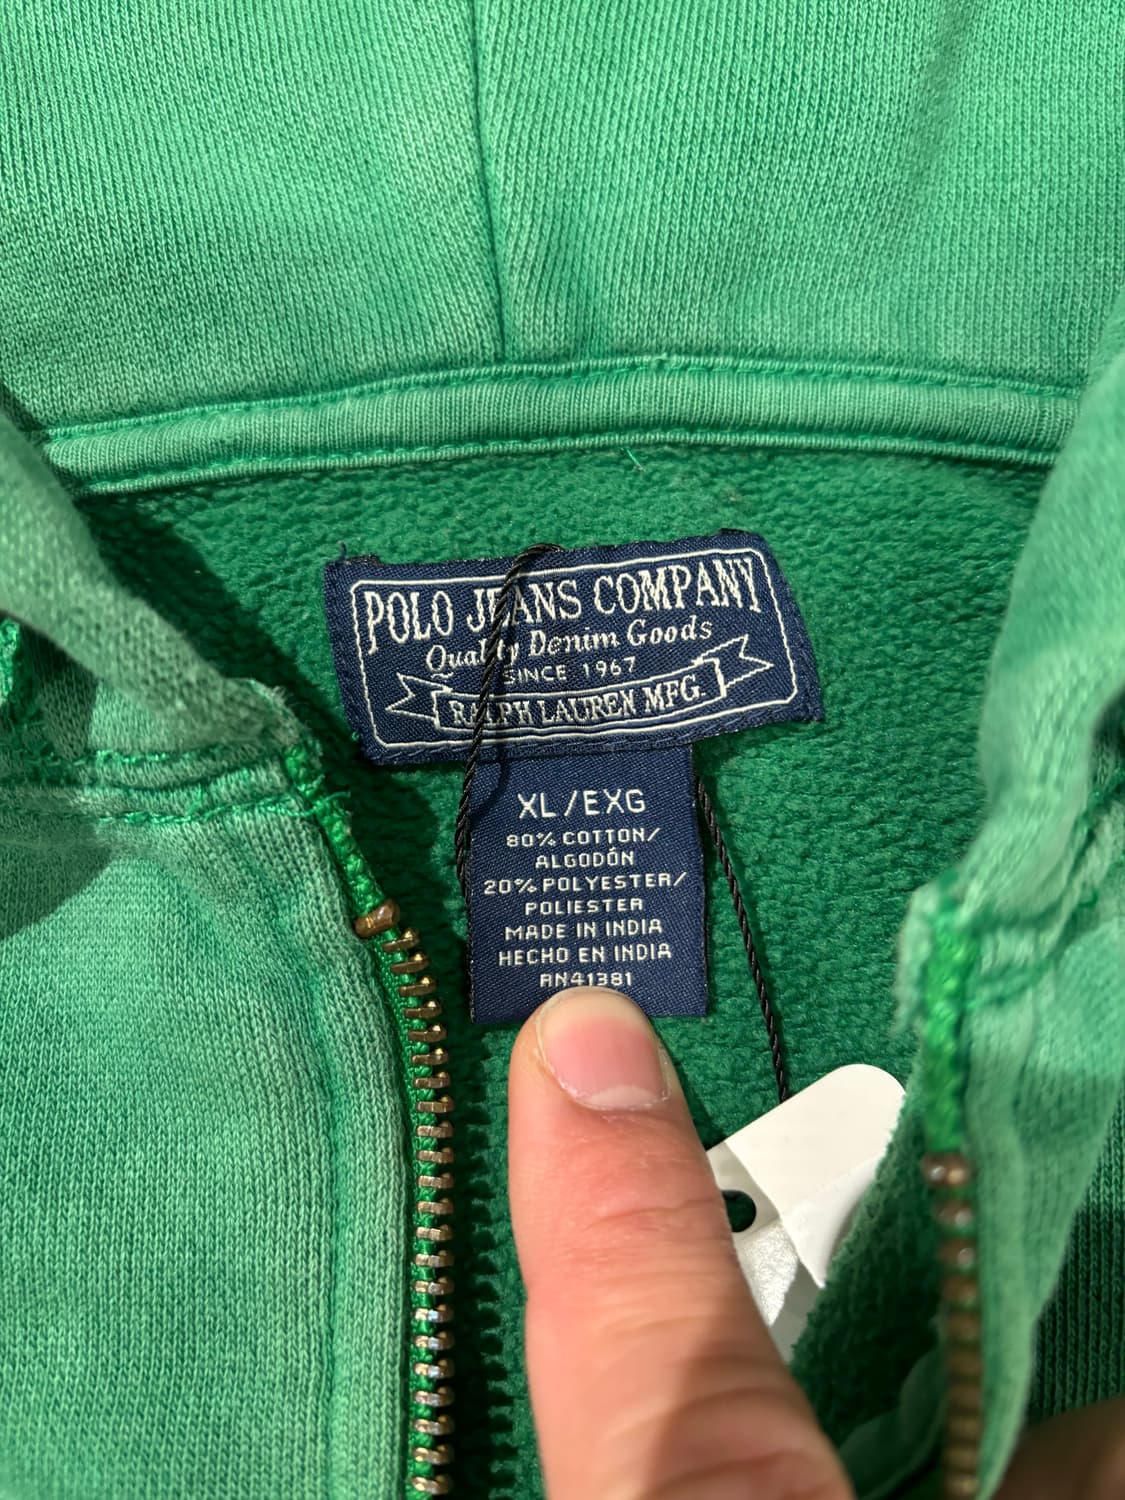 POLO JEANS COMPANY
Quality Denim Goods
SINCE 1967
RALPH LAUREN MFG.
XL/EXG
80% COTTON/
ALGODÓN
20% POLYESTER/
POLIESTER
MADE IN INDIA
HECHO EN INDIA
RN41381